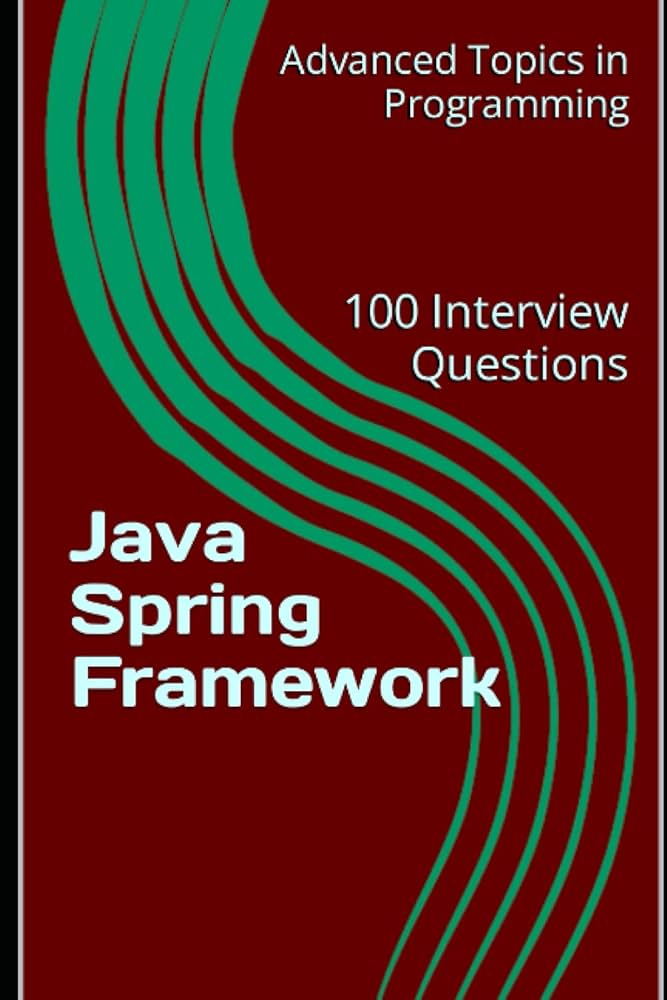 Advanced Topics in
Programming
100 Interview
Questions
Java
Spring
Framework